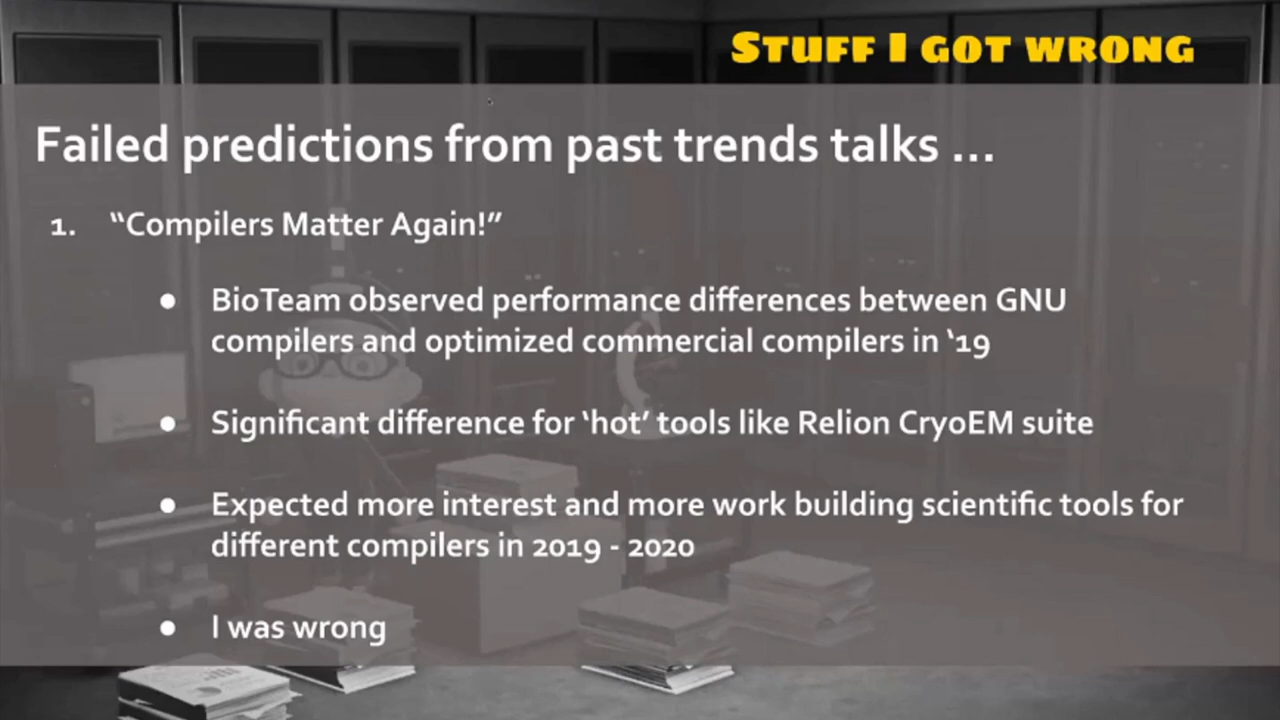 STUFF I GOT WRONG
Failed predictions from past trends talks ...
1. “Compilers Matter Again!”
● BioTeam observed performance differences between GNU
compilers and optimized commercial compilers in ‘19
● Significant difference for ‘hot’ tools like Relion CryoEM suite
● Expected more interest and more work building scientific tools for
different compilers in 2019 - 2020
● I was wrong